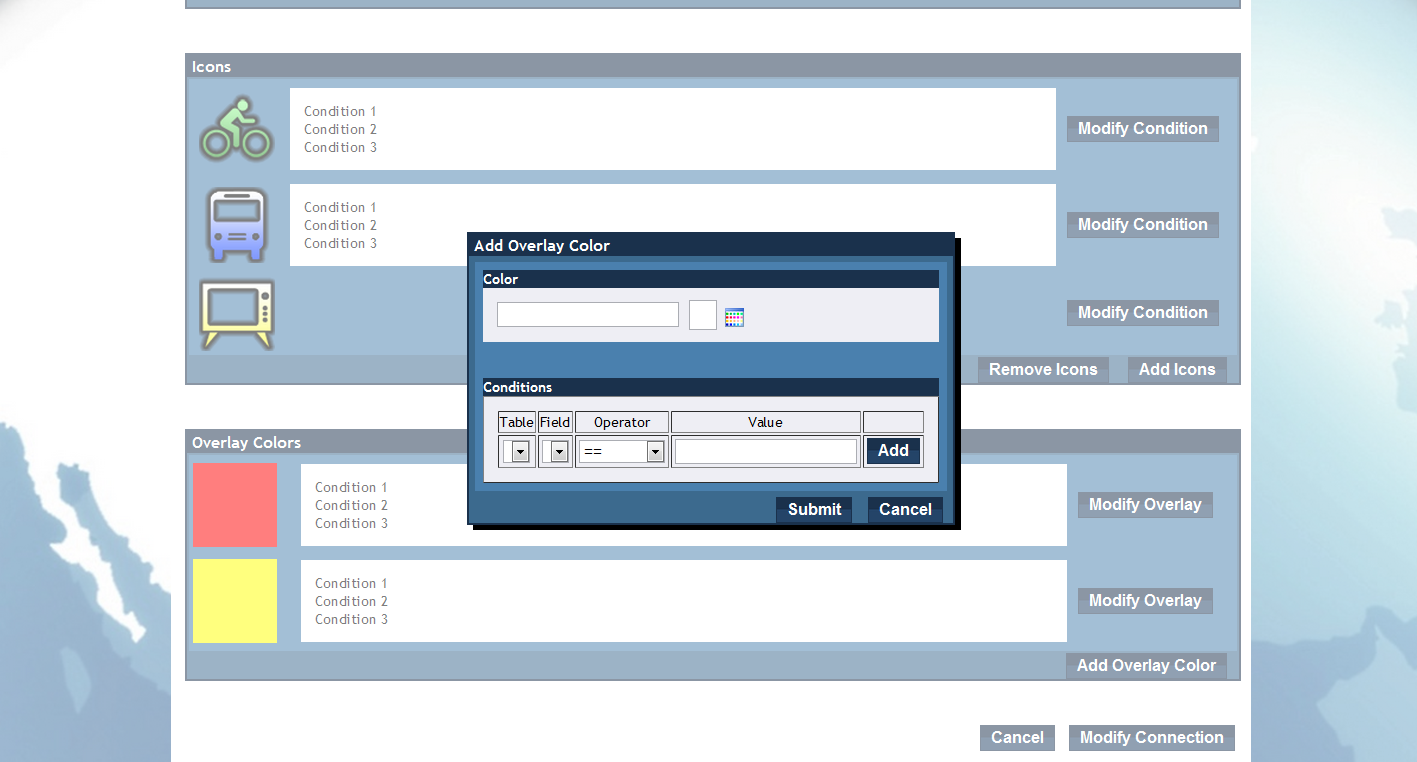 Icons
Condition 1
Condition 2
Condition 3
Modify Condition
Condition 1
Condition 2
Condition 3
Modify Condition
Modify Condition
Remove Icons Add Icons
Add Overlay Color
Color
Conditions
Table Field Operator Value
== Add
Submit Cancel
Overlay Colors
Condition 1
Condition 2
Condition 3
Modify Overlay
Condition 1
Condition 2
Condition 3
Modify Overlay
Add Overlay Color
Cancel Modify Connection